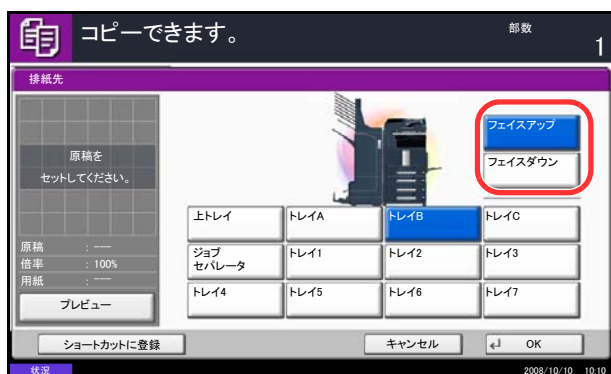 コピーできます。
部数
1
排紙先
原稿を
セットしてください。
フェイスアップ
フェイスダウン
上トレイ
トレイA
トレイB
トレイC
ジョブ
セパレータ
トレイ1
トレイ2
トレイ3
トレイ4
トレイ5
トレイ6
トレイ7
原稿 : ---
倍率 : 100%
用紙 : ---
プレビュー
ショートカットに登録
キャンセル
OK
状況
2008/10/10 10:10